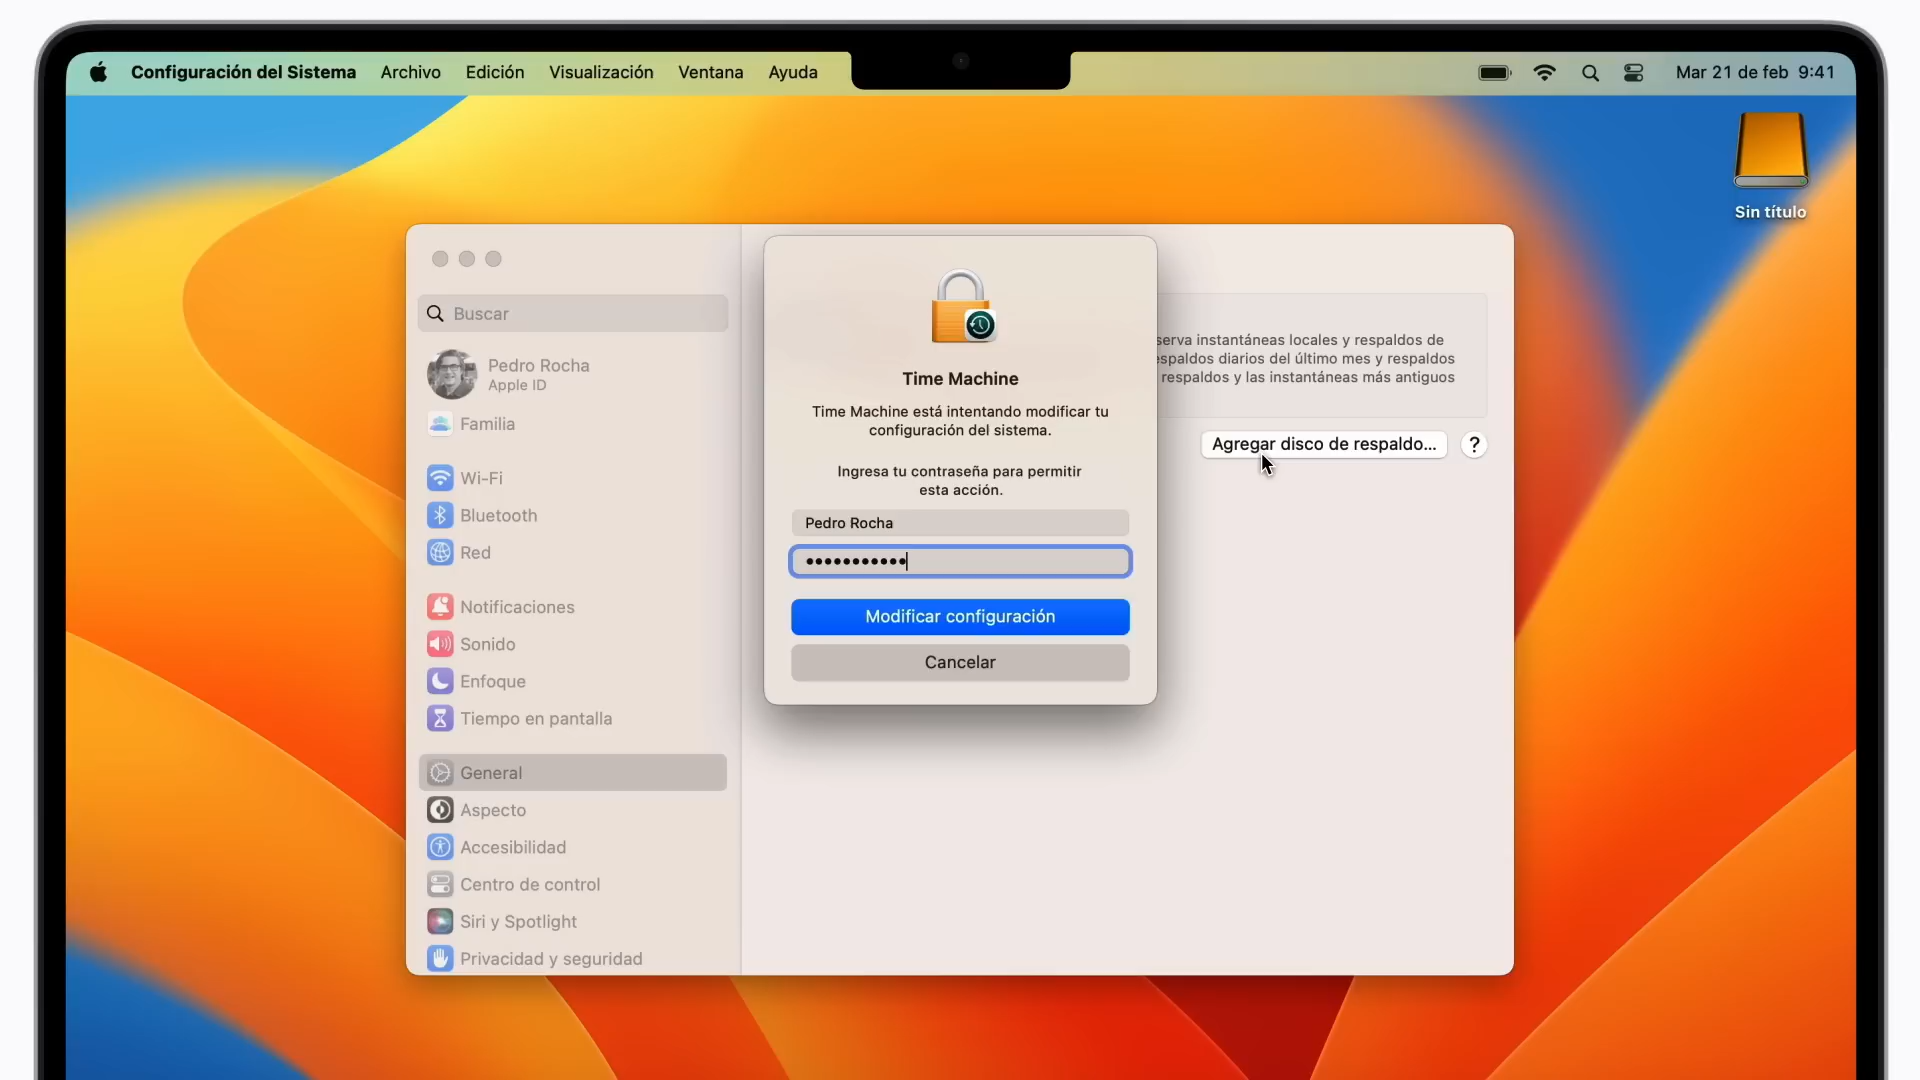 Configuración del Sistema Archivo Edición Visualización Ventana Ayuda Mar 21 de feb 9:41
Sin título
Buscar
Pedro Rocha
Apple ID
Familia
Wi-Fi
Bluetooth
Red
Notificaciones
Sonido
Enfoque
Tiempo en pantalla
General
Aspecto
Accesibilidad
Centro de control
Siri y Spotlight
Privacidad y seguridad
Time Machine
Time Machine está intentando modificar tu
configuración del sistema.
Ingresa tu contraseña para permitir
esta acción.
Pedro Rocha
•••••••••••
Modificar configuración
Cancelar
instantáneas locales y respaldos de
diarios del último mes y respaldos
respaldos y las instantáneas más antiguos
Agregar disco de respaldo... ?